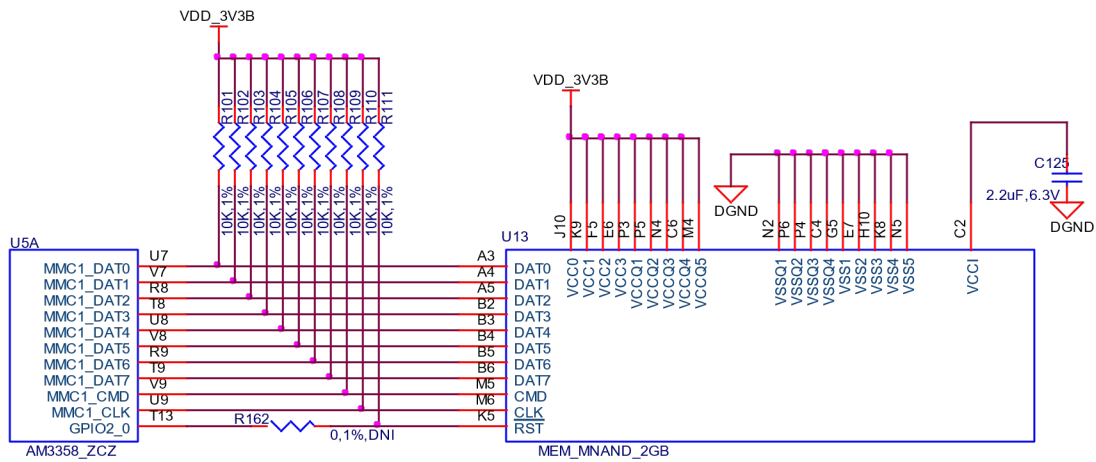 VDD_3V3B
R101
R102
R103
R104
R105
R106
R107
R108
R109
R110
R111
10K,1%
10K,1%
10K,1%
10K,1%
10K,1%
10K,1%
10K,1%
10K,1%
10K,1%
10K,1%
VDD_3V3B
DGND
C125
2.2uF,6.3V
DGND
J10
K9
F5
E6
P3
P5
N4
C6
M4
N2
P6
P4
C4
G5
E7
H10
K8
N5
C2
VCC0
VCC1
VCC2
VCC3
VCCQ1
VCCQ2
VCCQ3
VCCQ4
VCCQ5
VSSQ1
VSSQ2
VSSQ3
VSSQ4
VSS1
VSS2
VSS3
VSS4
VSS5
VCCI
U5A
U13
MMC1_DAT0 U7 A3 DAT0
MMC1_DAT1 V7 A4 DAT1
MMC1_DAT2 R8 A5 DAT2
MMC1_DAT3 T8 B2 DAT3
MMC1_DAT4 U8 B3 DAT4
MMC1_DAT5 V8 B4 DAT5
MMC1_DAT6 R9 B5 DAT6
MMC1_DAT7 T9 B6 DAT7
MMC1_CMD V9 M5 CMD
MMC1_CLK U9 M6 CLK
GPIO2_0 T13 R162 0,1%,DNI K5 RST
AM3358_ZCZ
MEM_MNAND_2GB